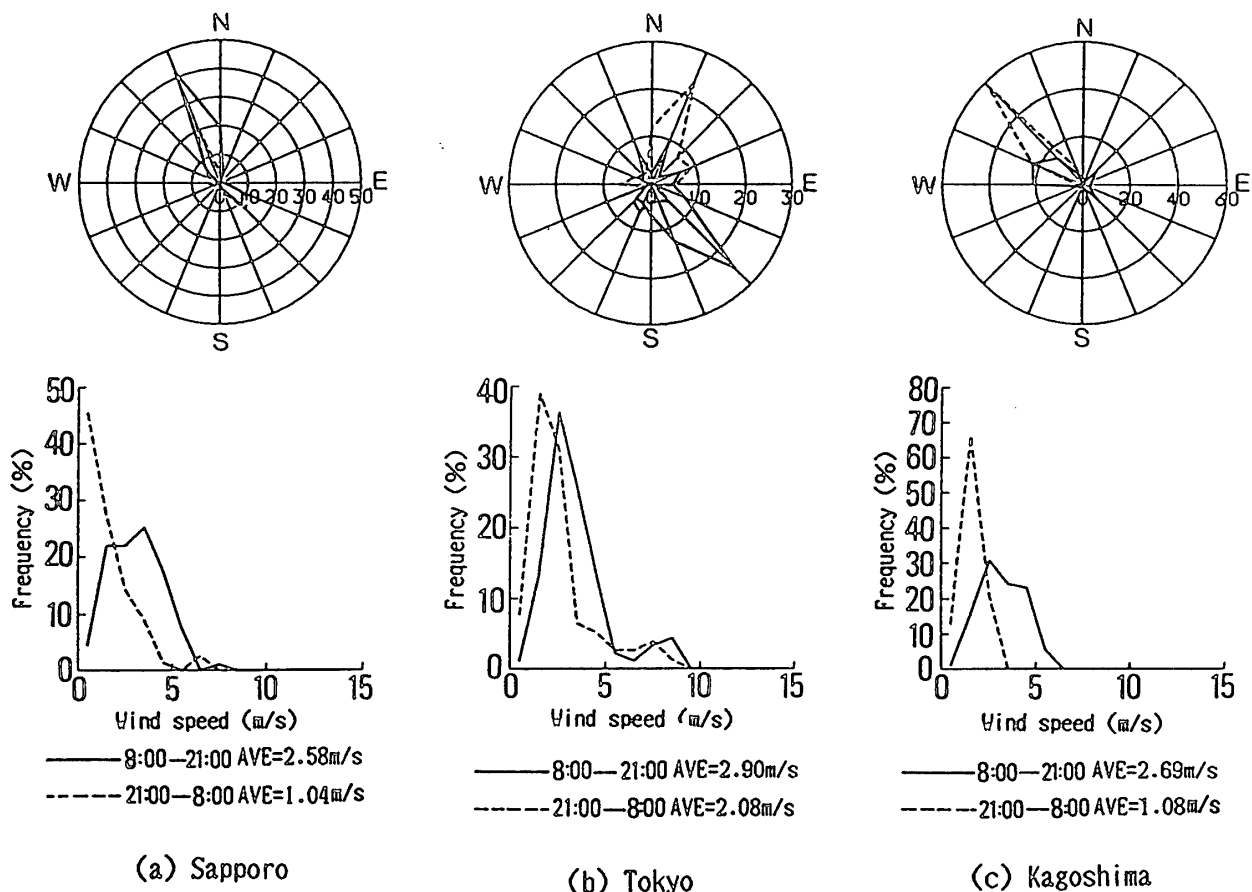 N
W E
0 10 20 30 40 50
S
N
W E
0 10 20 30
S
N
W E
0 20 40 60
S
50
40
30
20
10
0
Frequency (%)
0 5 10 15
Wind speed (m/s)
8:00—21:00 AVE=2.58m/s
21:00—8:00 AVE=1.04m/s
(a) Sapporo
40
30
20
10
0
Frequency (%)
0 5 10 15
Wind speed (m/s)
8:00—21:00 AVE=2.90m/s
21:00—8:00 AVE=2.08m/s
(b) Tokyo
80
70
60
50
40
30
20
10
0
Frequency (%)
0 5 10 15
Wind speed (m/s)
8:00—21:00 AVE=2.69m/s
21:00—8:00 AVE=1.08m/s
(c) Kagoshima